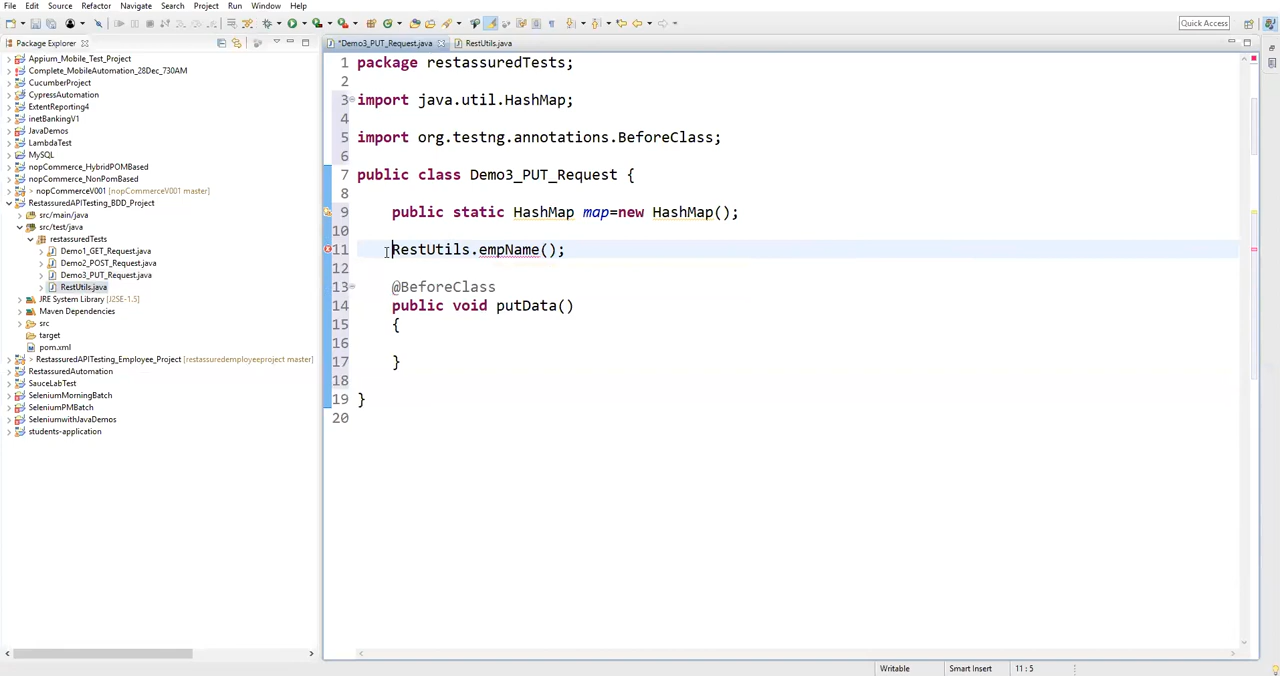 File Edit Source Refactor Navigate Search Project Run Window Help
Quick Access
Package Explorer
*Demo3_PUT_Request.java RestUtils.java
Appium_Mobile_Test_Project
Complete_MobileAutomation_28Dec_730AM
CucumberProject
CypressAutomation
ExtentReporting4
inetBankingV1
JavaDemos
LambdaTest
MySQL
nopCommerce_HybridPOMBased
nopCommerce_NonPomBased
> nopCommerceV001 [nopCommerceV001 master]
RestassuredAPITesting_BDD_Project
src/main/java
src/test/java
restassuredTests
Demo1_GET_Request.java
Demo2_POST_Request.java
Demo3_PUT_Request.java
RestUtils.java
JRE System Library [J2SE-1.5]
Maven Dependencies
src
target
pom.xml
> RestassuredAPITesting_Employee_Project [restassuredemployeeproject master]
RestassuredAutomation
SauceLabTest
SeleniumMorningBatch
SeleniumPMBatch
SeleniumwithJavaDemos
students-application
1 package restassuredTests;
2
3 import java.util.HashMap;
4
5 import org.testng.annotations.BeforeClass;
6
7 public class Demo3_PUT_Request {
8
9 public static HashMap map=new HashMap();
10
11 RestUtils.empName();
12
13 @BeforeClass
14 public void putData()
15 {
16
17 }
18
19 }
20
Writable Smart Insert 11 : 5